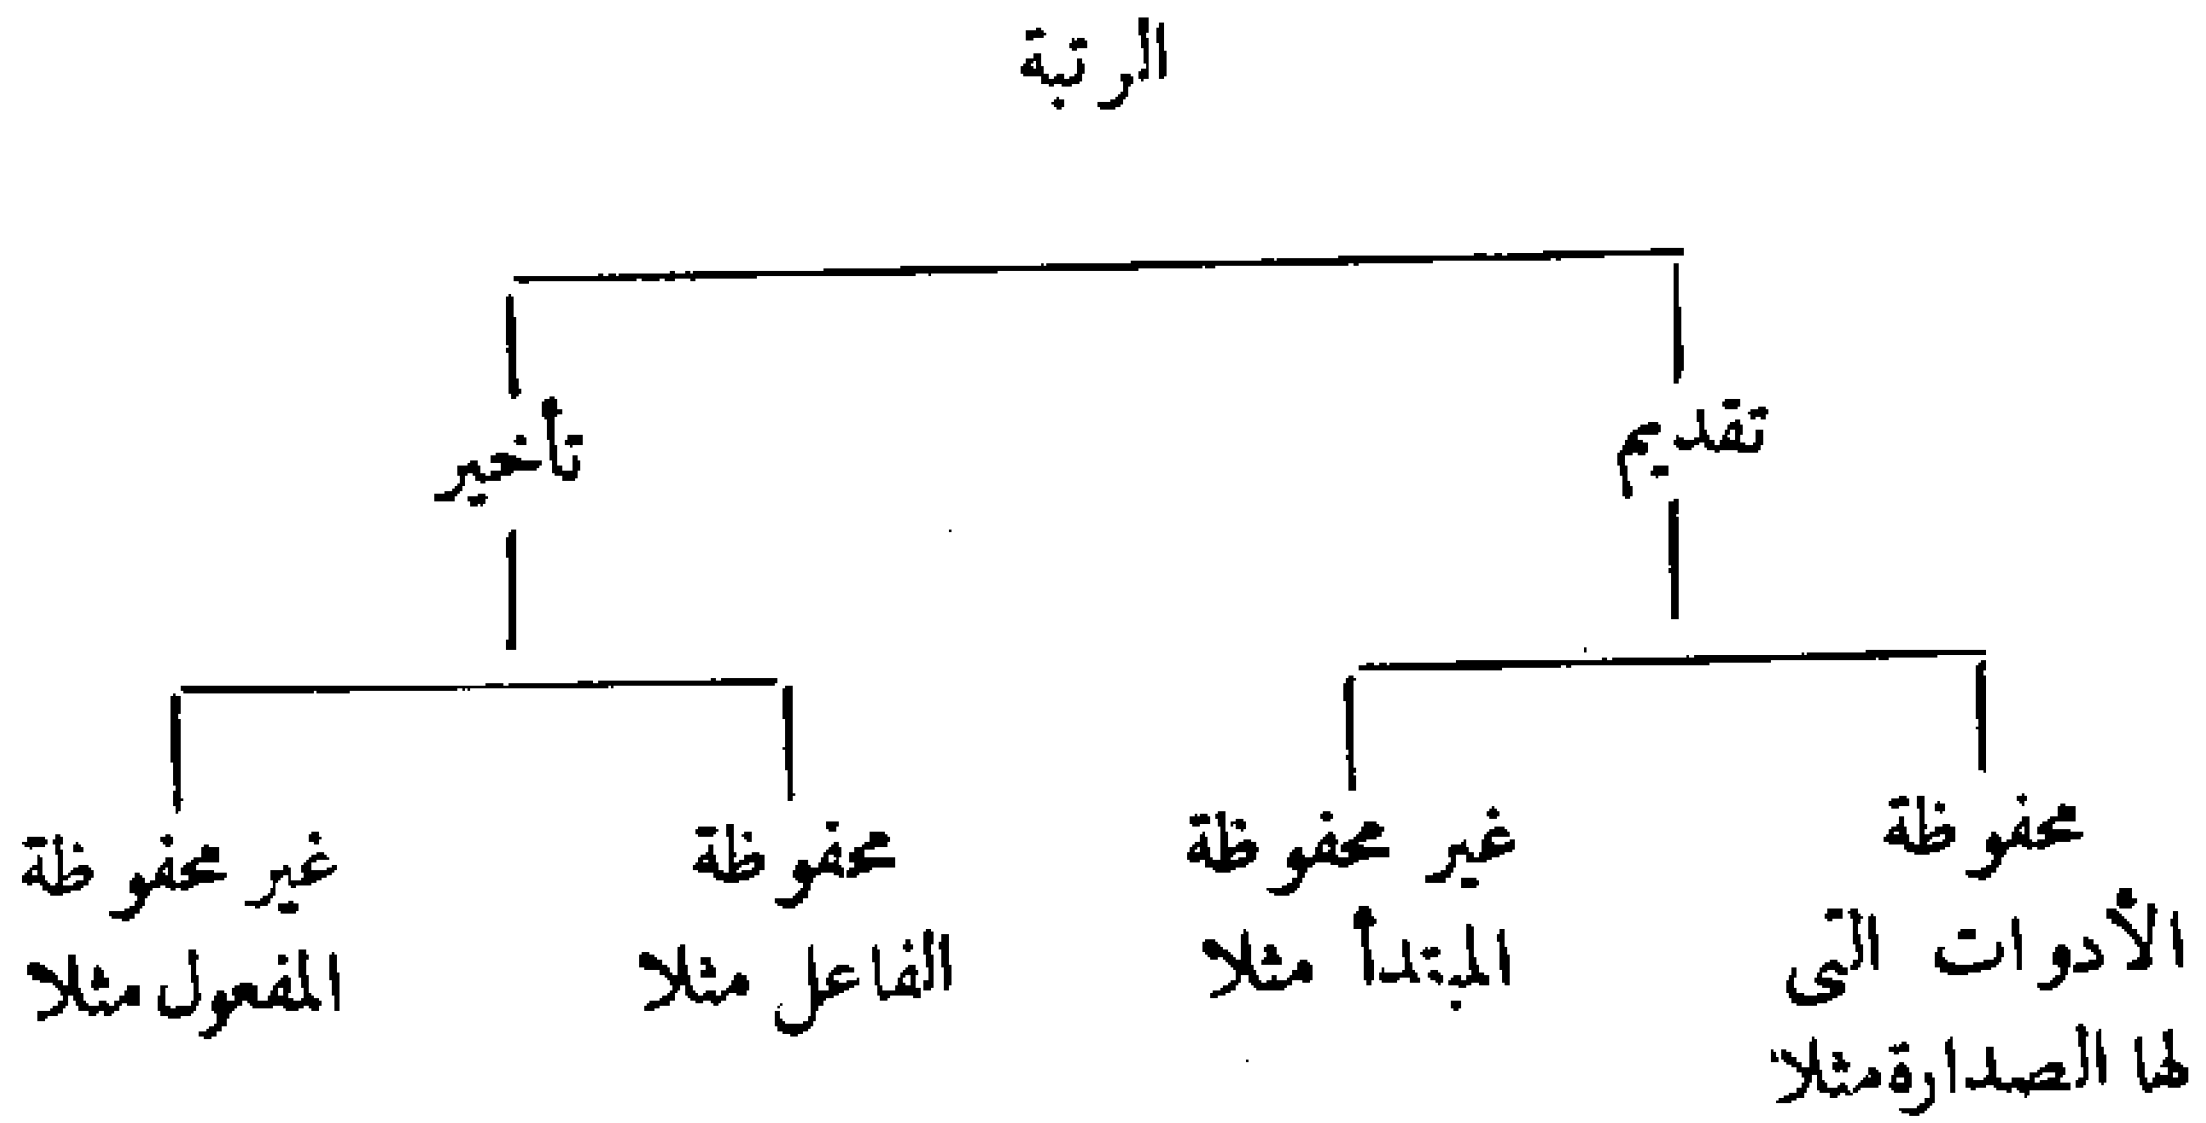 الرتبة
تقديم
تأخير
محفوظة
الأدوات التى
لها الصدارة مثلا
غير محفوظة
المبتدأ مثلا
محفوظة
الفاعل مثلا
غير محفوظة
المفعول مثلا